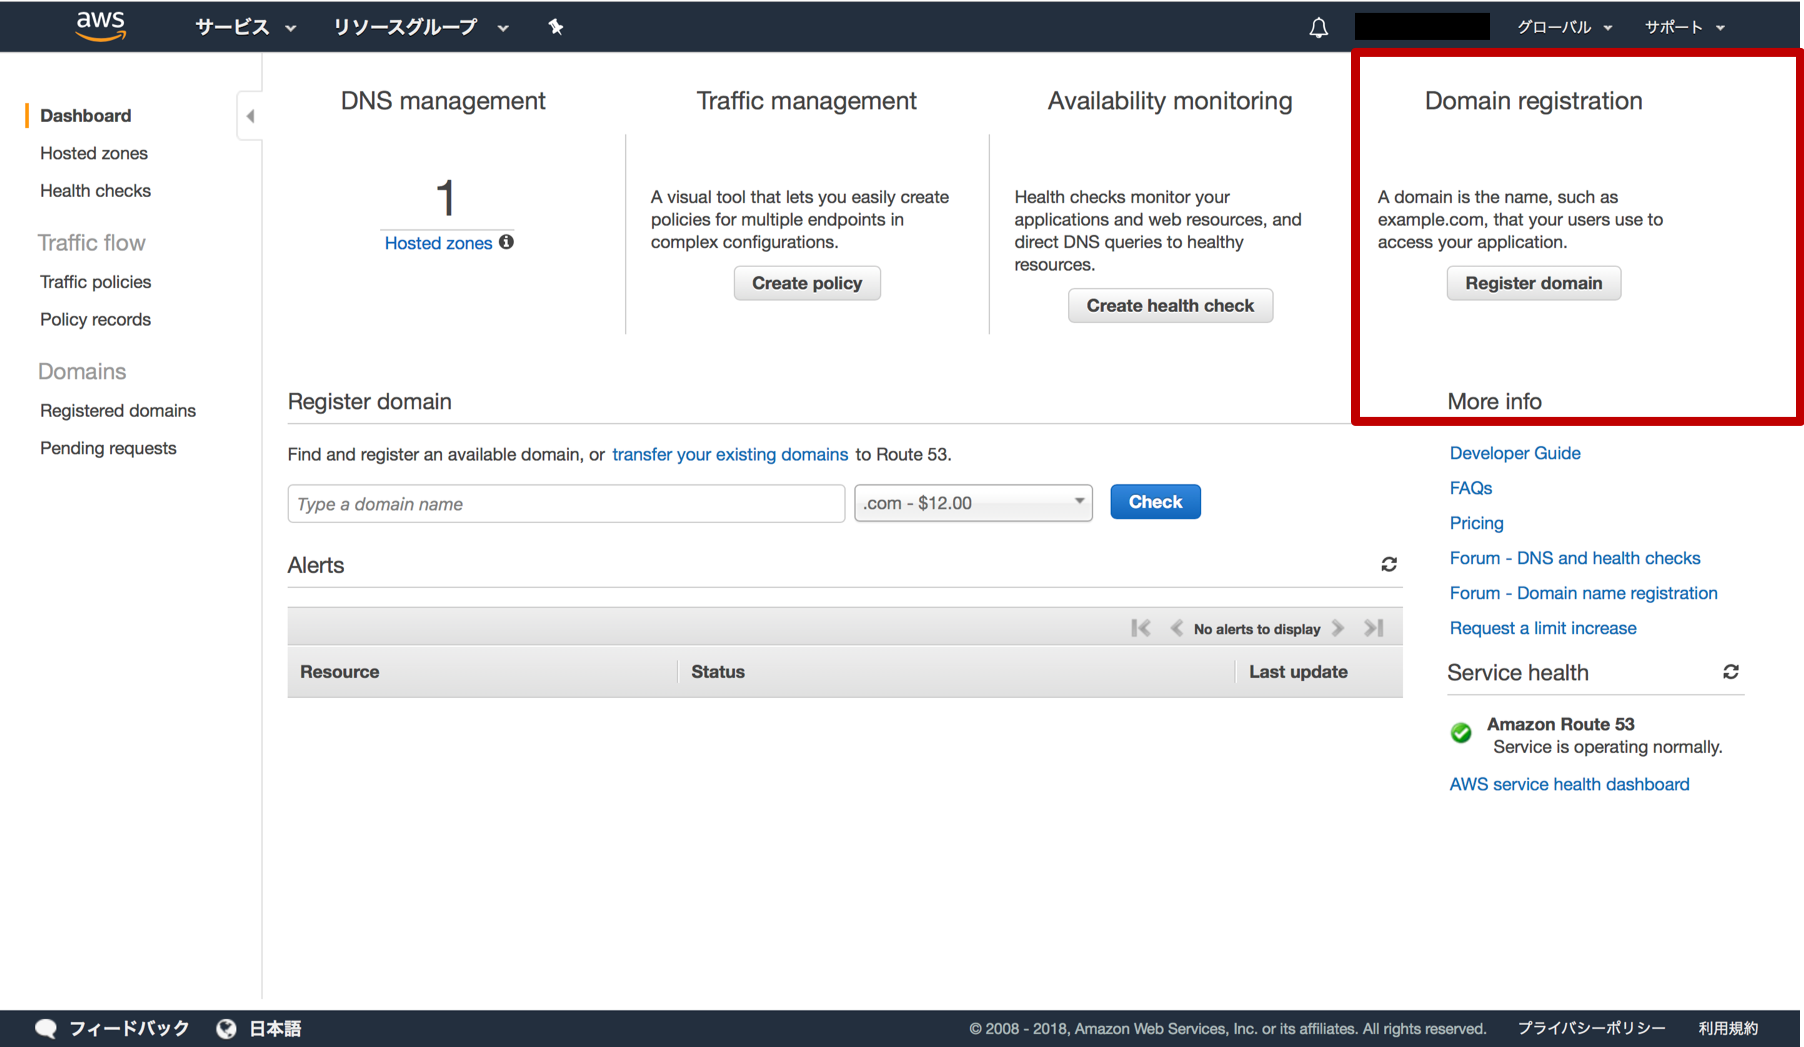 aws サービス リソースグループ グローバル サポート
Dashboard
Hosted zones
Health checks
Traffic flow
Traffic policies
Policy records
Domains
Registered domains
Pending requests
DNS management
1
Hosted zones
Traffic management
A visual tool that lets you easily create
policies for multiple endpoints in
complex configurations.
Create policy
Availability monitoring
Health checks monitor your
applications and web resources, and
direct DNS queries to healthy
resources.
Create health check
Domain registration
A domain is the name, such as
example.com, that your users use to
access your application.
Register domain
Register domain
Find and register an available domain, or transfer your existing domains to Route 53.
Type a domain name .com - $12.00 Check
Alerts
No alerts to display
Resource Status Last update
More info
Developer Guide
FAQs
Pricing
Forum - DNS and health checks
Forum - Domain name registration
Request a limit increase
Service health
Amazon Route 53
Service is operating normally.
AWS service health dashboard
フィードバック 日本語 © 2008 - 2018, Amazon Web Services, Inc. or its affiliates. All rights reserved. プライバシーポリシー 利用規約